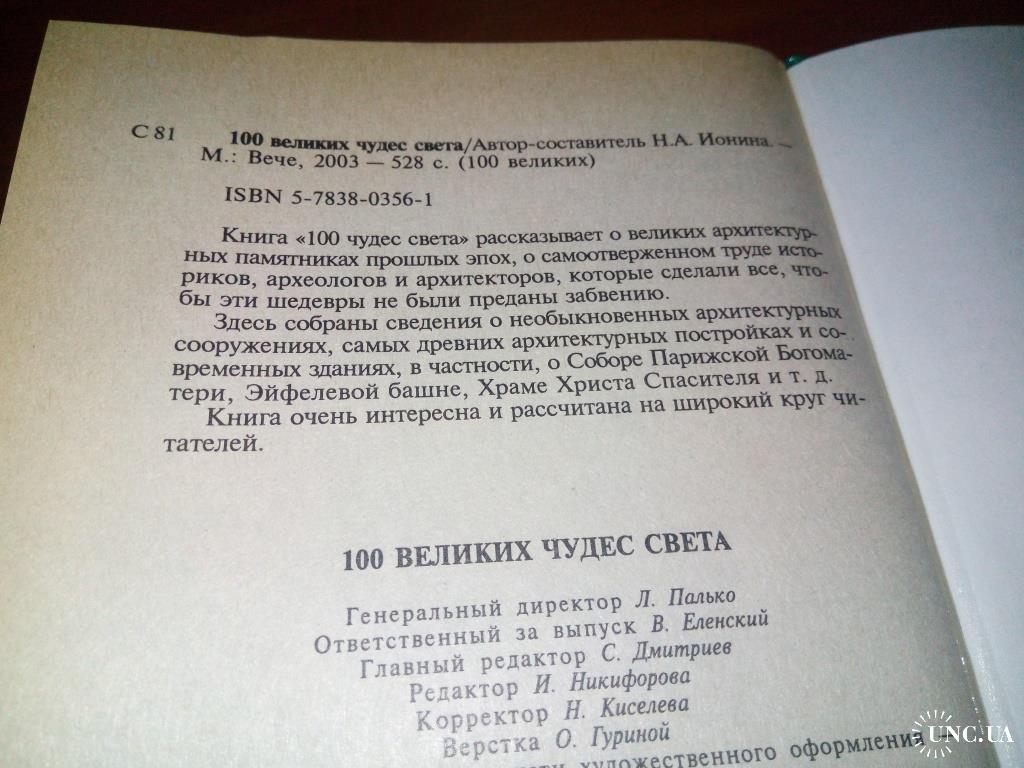 С 81
100 великих чудес света/Автор-составитель Н.А. Ионина. —
М.: Вече, 2003 — 528 с. (100 великих)
ISBN 5-7838-0356-1
Книга «100 чудес света» рассказывает о великих архитектур-
ных памятниках прошлых эпох, о самоотверженном труде исто-
риков, археологов и архитекторов, которые сделали все, что-
бы эти шедевры не были преданы забвению.
Здесь собраны сведения о необыкновенных архитектурных
сооружениях, самых древних архитектурных постройках и со-
временных зданиях, в частности, о Соборе Парижской Богома-
тери, Эйфелевой башне, Храме Христа Спасителя и т. д.
Книга очень интересна и рассчитана на широкий круг чи-
тателей.
100 ВЕЛИКИХ ЧУДЕС СВЕТА
Генеральный директор Л. Палько
Ответственный за выпуск В. Еленский
Главный редактор С. Дмитриев
Редактор И. Никифорова
Корректор Н. Киселева
Верстка О. Гуриной
художественного оформления
UNC.UA